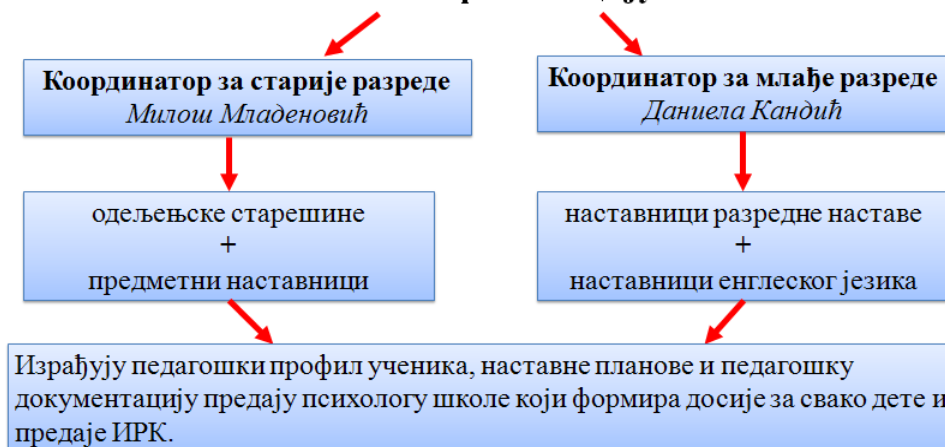 Координатор за старије разреде
Милош Младеновић
Координатор за млађе разреде
Даниела Кандић
одељењске старешине
+
предметни наставници
наставници разредне наставе
+
наставници енглеског језика
Израђују педагошки профил ученика, наставне планове и педагошку
документацију предају психологу школе који формира досије за свако дете и
предаје ИРК.